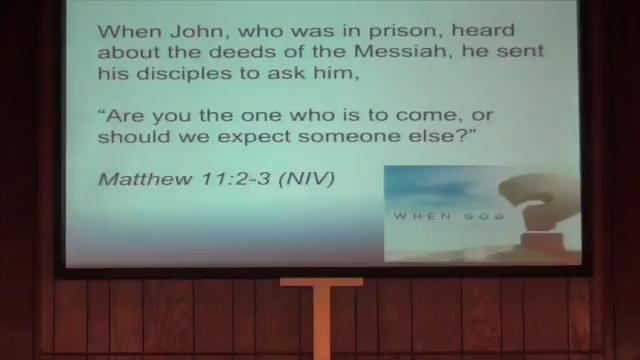 When John, who was in prison, heard
about the deeds of the Messiah, he sent
his disciples to ask him,
“Are you the one who is to come, or
should we expect someone else?”
Matthew 11:2-3 (NIV)
WHEN GOD